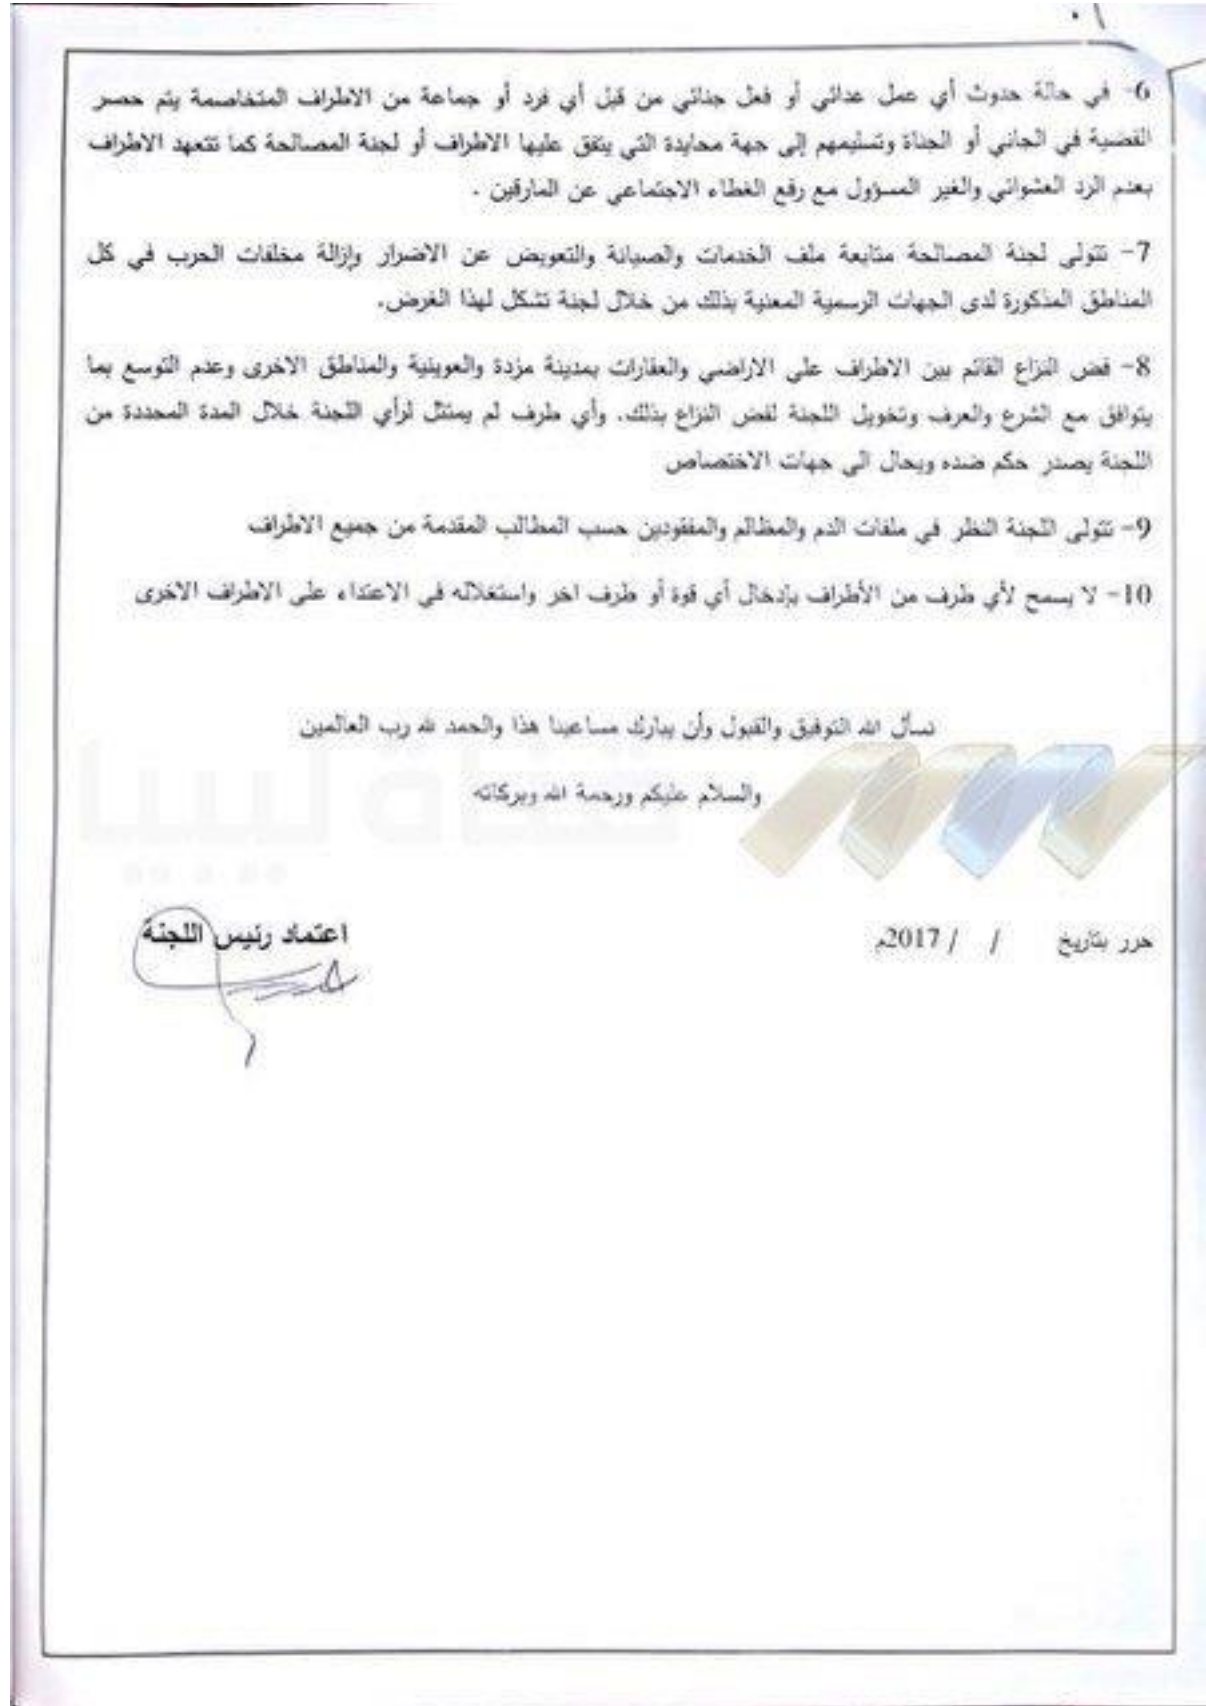 6- في حالة حدوث أي عمل عدائي أو فعل جنائي من قبل أي فرد أو جماعة من الاطراف المتخاصمة يتم حصر
القضية في الجاني أو الجناة وتسليمهم إلى جهة محايدة التي يتفق عليها الاطراف أو لجنة المصالحة كما تتعهد الاطراف
بعدم الرد العشوائي والغير المسؤول مع رفع الغطاء الاجتماعي عن المارقين .
7- تتولى لجنة المصالحة متابعة ملف الخدمات والصيانة والتعويض عن الاضرار وإزالة مخلفات الحرب في كل
المناطق المذكورة لدى الجهات الرسمية المعنية بذلك من خلال لجنة تشكل لهذا الغرض.
8- فض النزاع القائم بين الاطراف على الاراضي والعقارات بمدينة مزدة والعوينية والمناطق الاخرى وعدم التوسع بما
يتوافق مع الشرع والعرف وتخويل اللجنة لفض النزاع بذلك. وأي طرف لم يمتثل لرأي اللجنة خلال المدة المحددة من
اللجنة يصدر حكم ضده ويحال الى جهات الاختصاص
9- تتولى اللجنة النظر في ملفات الدم والمظالم والمفقودين حسب المطالب المقدمة من جميع الاطراف
10- لا يسمح لأي طرف من الأطراف بإدخال أي قوة أو طرف اخر واستغلاله في الاعتداء على الاطراف الاخرى
نسأل الله التوفيق والقبول وأن يبارك مساعينا هذا والحمد لله رب العالمين
والسلام عليكم ورحمة الله وبركاته
قناة ليبيا
حرر بتاريخ / / 2017م
اعتماد رئيس اللجنة